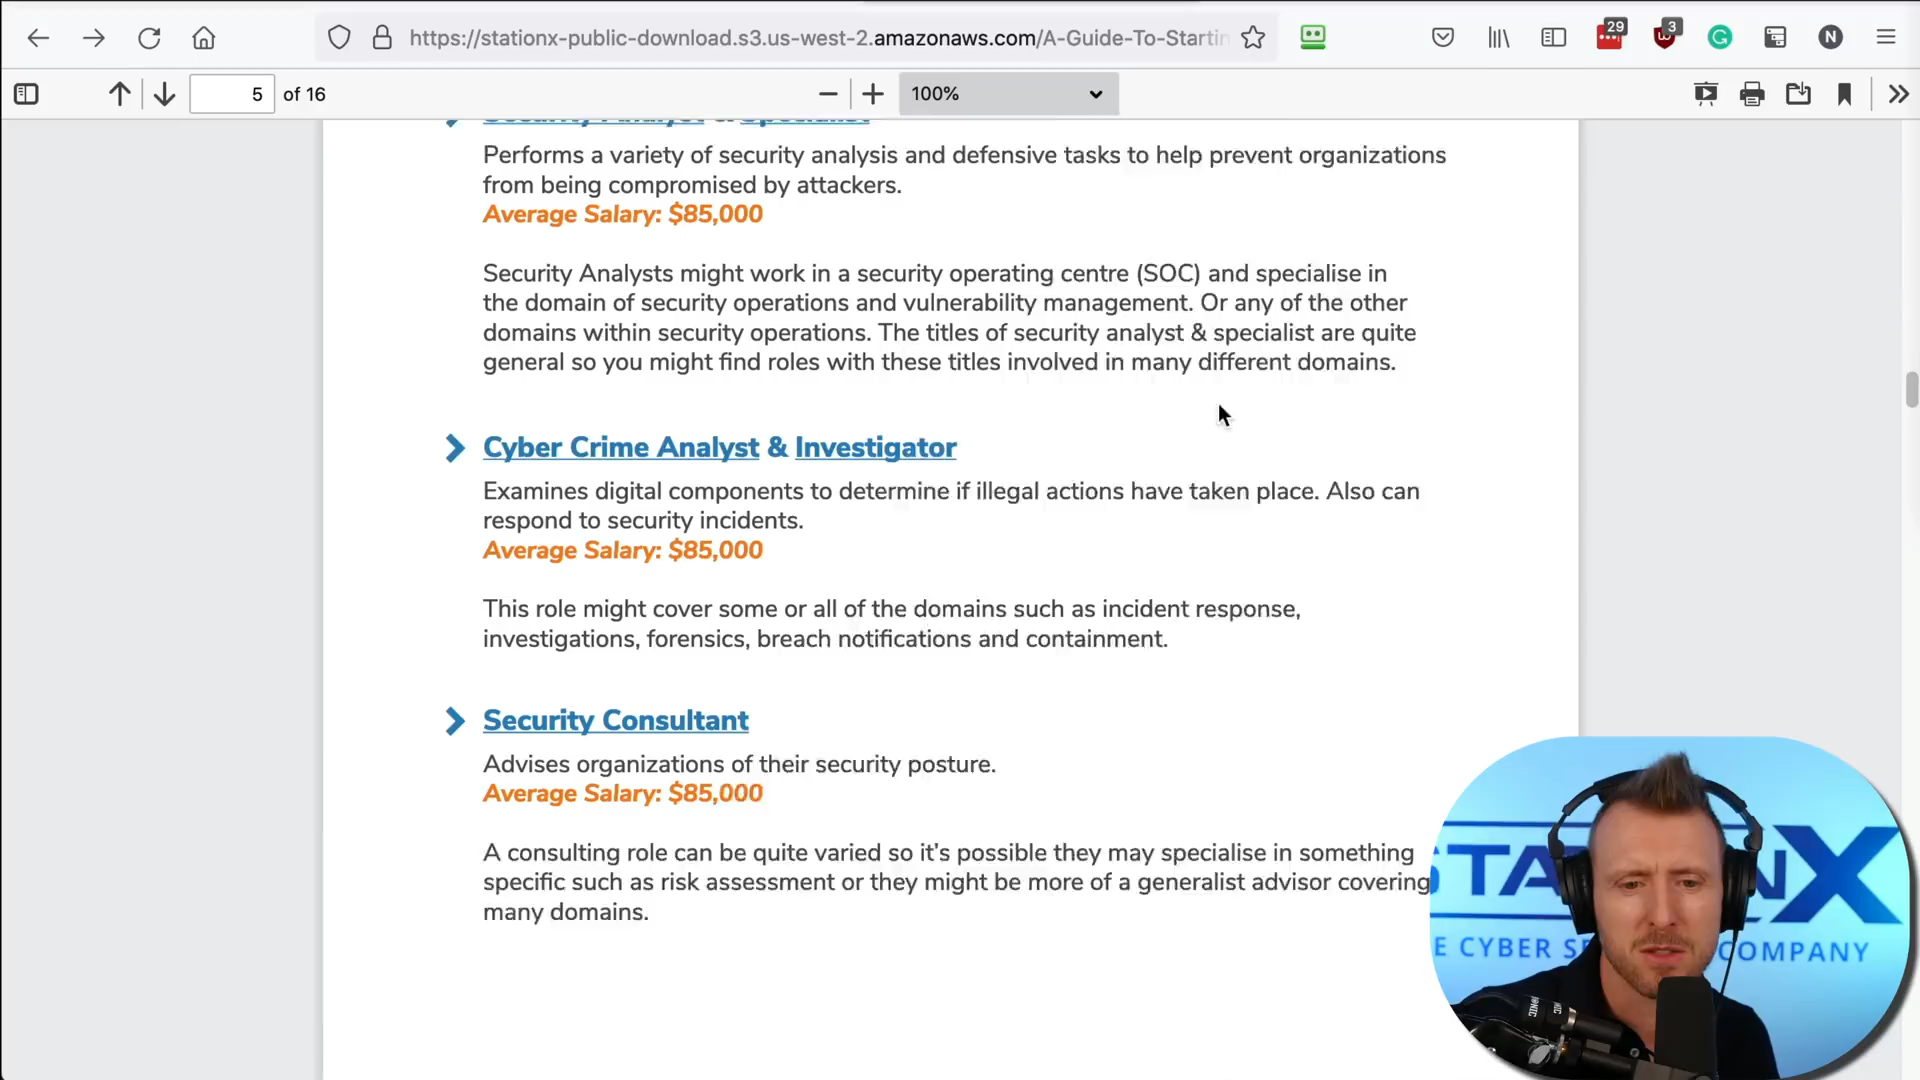 https://stationx-public-download.s3.us-west-2.amazonaws.com/A-Guide-To-Startin
29
3
N
5 of 16
100%
Security Analyst & Specialist
Performs a variety of security analysis and defensive tasks to help prevent organizations
from being compromised by attackers.
Average Salary: $85,000
Security Analysts might work in a security operating centre (SOC) and specialise in
the domain of security operations and vulnerability management. Or any of the other
domains within security operations. The titles of security analyst & specialist are quite
general so you might find roles with these titles involved in many different domains.
Cyber Crime Analyst & Investigator
Examines digital components to determine if illegal actions have taken place. Also can
respond to security incidents.
Average Salary: $85,000
This role might cover some or all of the domains such as incident response,
investigations, forensics, breach notifications and containment.
Security Consultant
Advises organizations of their security posture.
Average Salary: $85,000
A consulting role can be quite varied so it's possible they may specialise in something
specific such as risk assessment or they might be more of a generalist advisor covering
many domains.
STA NX
E CYBER SE COMPANY